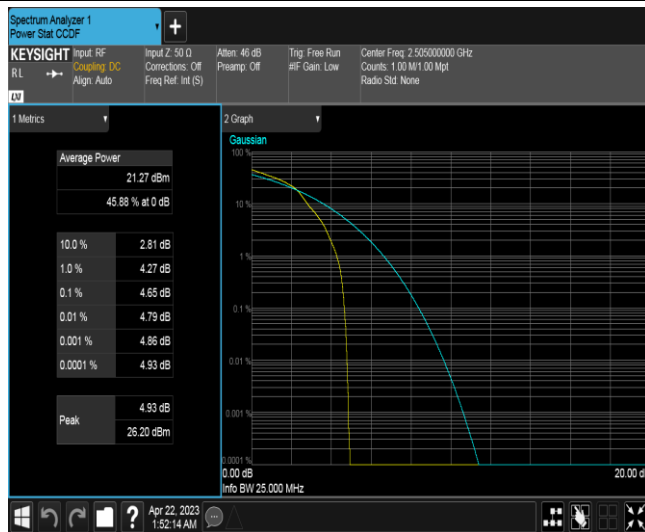 Spectrum Analyzer 1
Power Stat CCDF
+
KEYSIGHT
Input: RF
Input Z: 50 Ω
Atten: 46 dB
Trig: Free Run
Center Freq: 2.505000000 GHz
RL
Coupling: DC
Corrections: Off
Preamp: Off
#IF Gain: Low
Counts: 1.00 M/1.00 Mpt
Align: Auto
Freq Ref: Int (S)
Radio Std: None
LXI
1 Metrics
2 Graph
Gaussian
Average Power
21.27 dBm
45.88 % at 0 dB
10.0 % 2.81 dB
1.0 % 4.27 dB
0.1 % 4.65 dB
0.01 % 4.79 dB
0.001 % 4.86 dB
0.0001 % 4.93 dB
Peak
4.93 dB
26.20 dBm
100 %
10 %
1 %
0.1 %
0.01 %
0.001 %
0.0001 %
0.00 dB
20.00 d
Info BW 25.000 MHz
?
Apr 22, 2023
1:52:14 AM